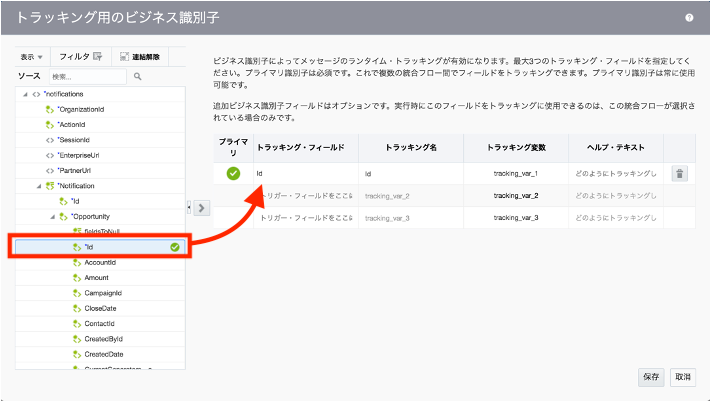 トラッキング用のビジネス識別子
?
表示 フィルタ 連結解除
ソース 検索...
*notifications
*OrganizationId
*ActionId
*SessionId
*EnterpriseUrl
*PartnerUrl
*Notification
*Id
*Opportunity
fieldsToNull
*Id
AccountId
Amount
CampaignId
CloseDate
ContactId
CreatedById
CreatedDate
ビジネス識別子によってメッセージのランタイム・トラッキングが有効になります。最大3つのトラッキング・フィールドを指定してく
ださい。プライマリ識別子は必須です。これで複数の統合フロー間でフィールドをトラッキングできます。プライマリ識別子は常に使用
可能です。
追加ビジネス識別子フィールドはオプションです。実行時にこのフィールドをトラッキングに使用できるのは、この統合フローが選択さ
れている場合のみです。
プライマリ トラッキング・フィールド トラッキング名 トラッキング変数 ヘルプ・テキスト
Id Id tracking_var_1 どのようにトラッキングし
トリガー・フィールドをここに tracking_var_2 tracking_var_2 どのようにトラッキングし
トリガー・フィールドをここに tracking_var_3 tracking_var_3 どのようにトラッキングし
保存 取消